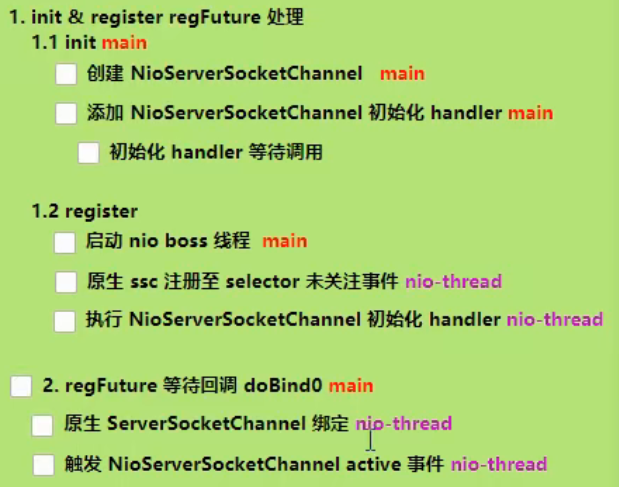 1. init & register regFuture 处理
1.1 init main
创建 NioServerSocketChannel main
添加 NioServerSocketChannel 初始化 handler main
初始化 handler 等待调用
1.2 register
启动 nio boss 线程 main
原生 ssc 注册至 selector 未关注事件 nio-thread
执行 NioServerSocketChannel 初始化 handler nio-thread
2. regFuture 等待回调 doBind0 main
原生 ServerSocketChannel 绑定 nio-thread
触发 NioServerSocketChannel active 事件 nio-thread